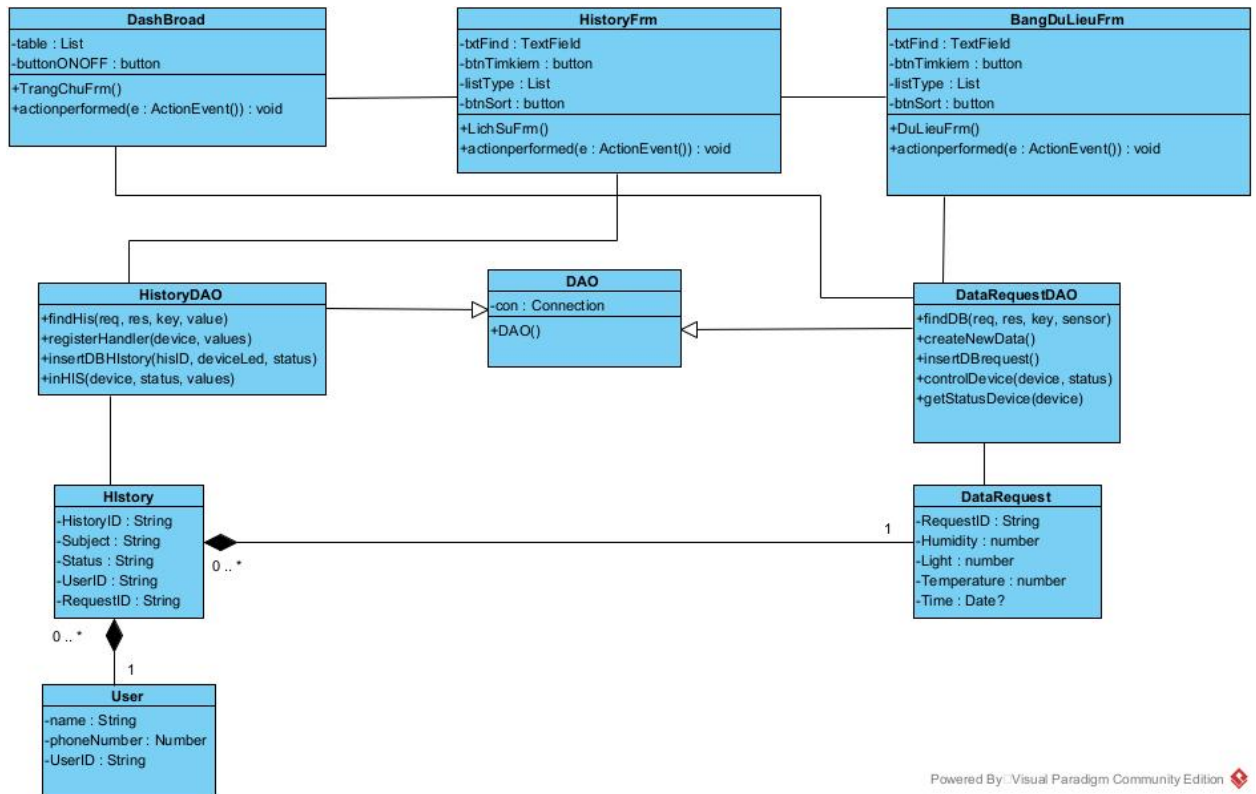 DashBroad
-table : List
-buttonONOFF : button
+TrangChuFrm()
+actionperformed(e : ActionEvent()) : void
HistoryFrm
-txtFind : TextField
-btnTimkiem : button
-listType : List
-btnSort : button
+LichSuFrm()
+actionperformed(e : ActionEvent()) : void
BangDuLieuFrm
-txtFind : TextField
-btnTimkiem : button
-listType : List
-btnSort : button
+DuLieuFrm()
+actionperformed(e : ActionEvent()) : void
HistoryDAO
+findHis(req, res, key, value)
+registerHandler(device, values)
+insertDBHIstory(hisID, deviceLed, status)
+inHIS(device, status, values)
DAO
-con : Connection
+DAO()
DataRequestDAO
+findDB(req, res, key, sensor)
+createNewData()
+insertDBrequest()
+controlDevice(device, status)
+getStatusDevice(device)
HIstory
-HistoryID : String
-Subject : String
-Status : String
-UserID : String
-RequestID : String
0 .. *
1
DataRequest
-RequestID : String
-Humidity : number
-Light : number
-Temperature : number
-Time : Date?
0 .. *
1
User
-name : String
-phoneNumber : Number
-UserID : String
Powered By Visual Paradigm Community Edition